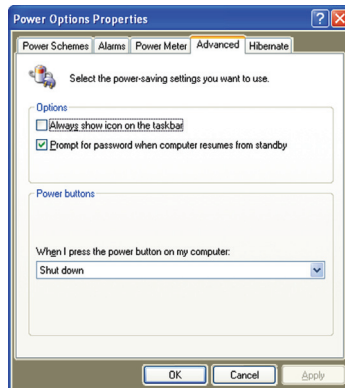 Power Options Properties
Power Schemes Alarms Power Meter Advanced Hibernate
Select the power-saving settings you want to use.
Options
Always show icon on the taskbar
Prompt for password when computer resumes from standby
Power buttons
When I press the power button on my computer:
Shut down
OK Cancel Apply